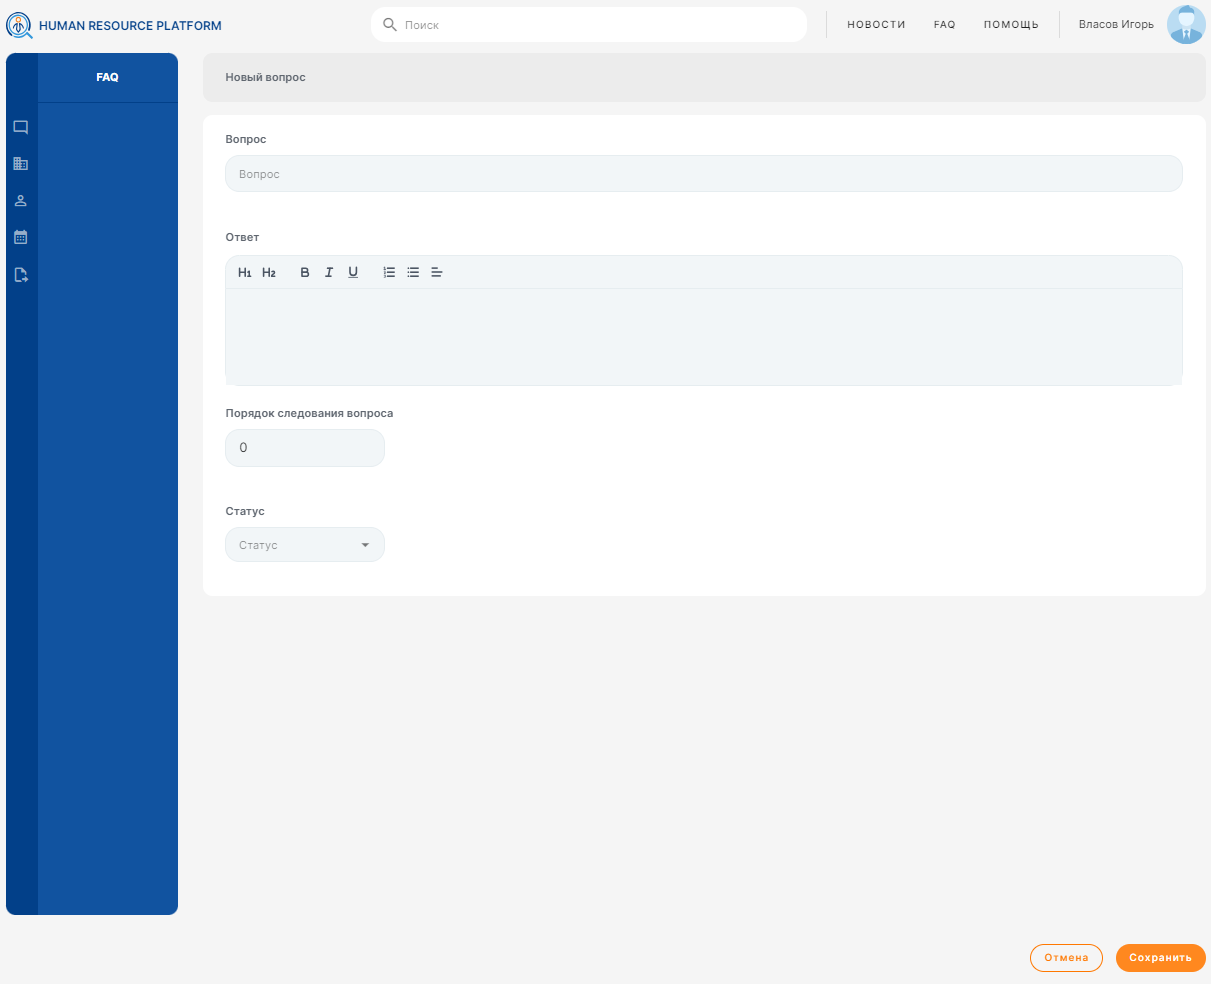 HUMAN RESOURCE PLATFORM
Поиск
НОВОСТИ
FAQ
ПОМОЩЬ
Власов Игорь
FAQ
Новый вопрос
Вопрос
Вопрос
Ответ
H1 H2 B I U
Порядок следования вопроса
0
Статус
Статус
Отмена
Сохранить